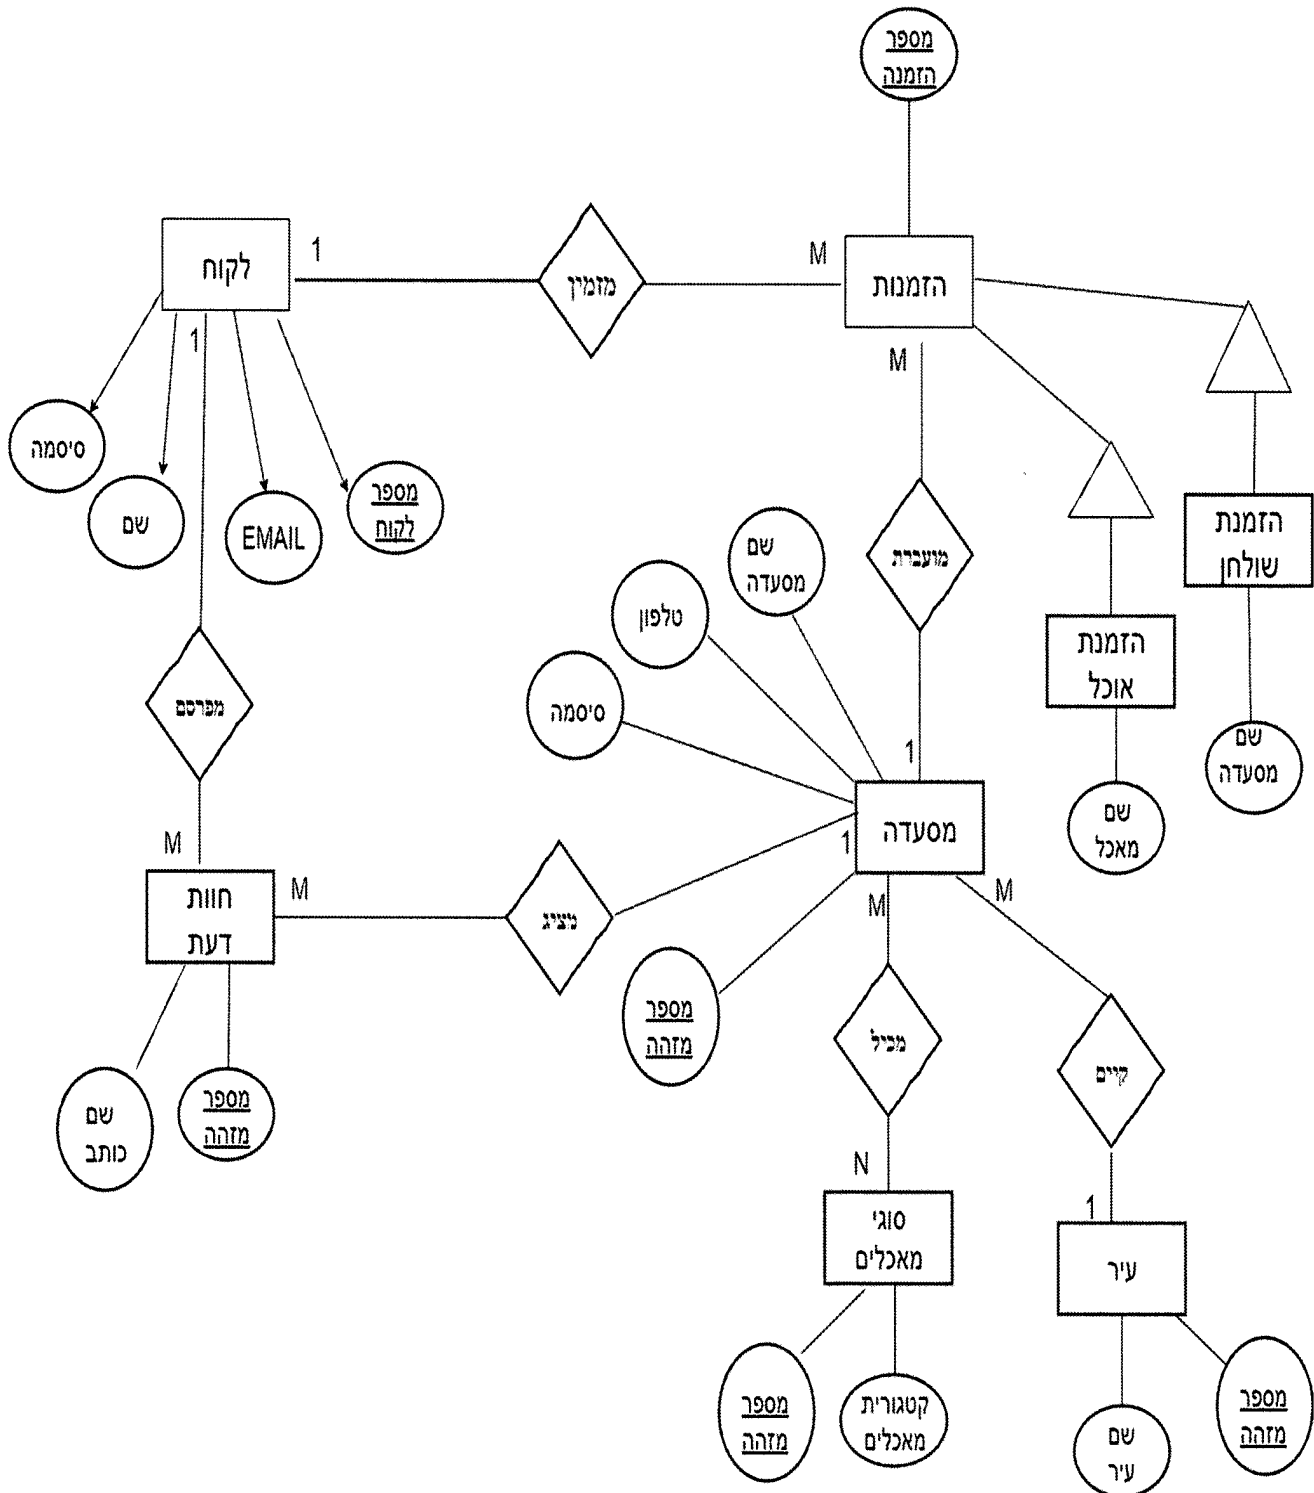 מספר
הזמנה
לקוח
1
מזמין
M
הזמנות
1
M
סיסמה
שם
EMAIL
מספר
לקוח
הזמנת
שולחן
שם
מסעדה
מועברת
טלפון
הזמנת
אוכל
סיסמה
מפרסם
שם
מסעדה
1
מסעדה
1
שם
מאכל
M
חוות
דעת
M
מציג
M
M
מספר
מזהה
מכיל
קיים
שם
כותב
מספר
מזהה
N
סוגי
מאכלים
1
עיר
מספר
מזהה
קטגורית
מאכלים
שם
עיר
מספר
מזהה